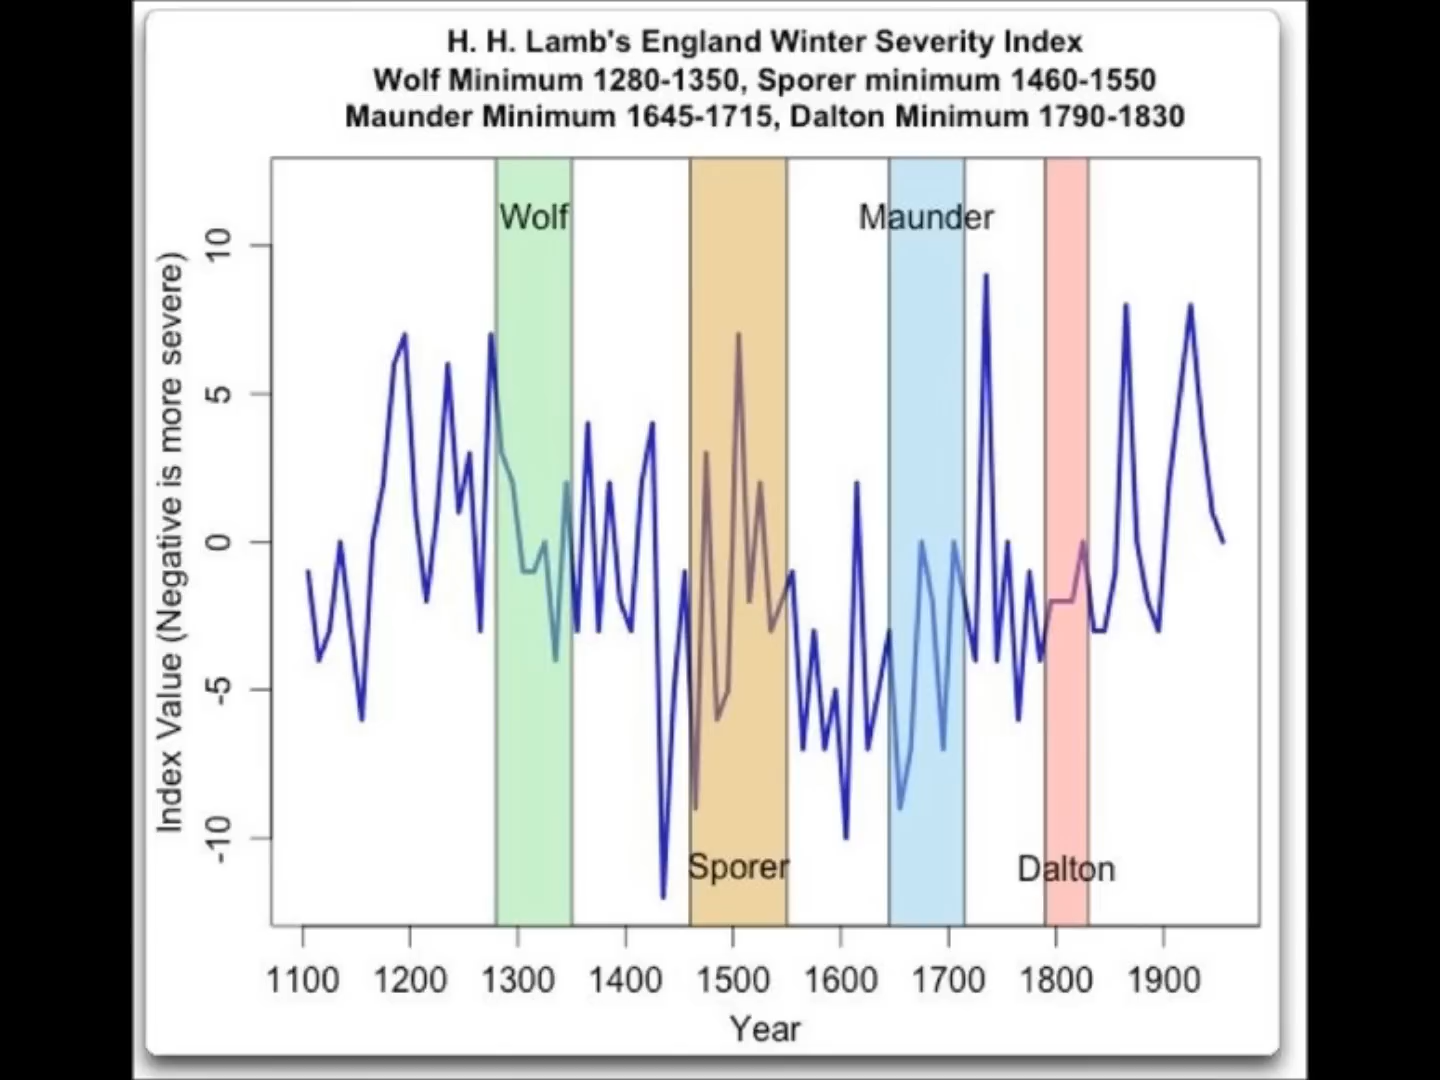 H. H. Lamb's England Winter Severity Index
Wolf Minimum 1280-1350, Sporer minimum 1460-1550
Maunder Minimum 1645-1715, Dalton Minimum 1790-1830
Wolf
Maunder
Sporer
Dalton
Index Value (Negative is more severe)
10
5
0
-5
-10
1100 1200 1300 1400 1500 1600 1700 1800 1900
Year